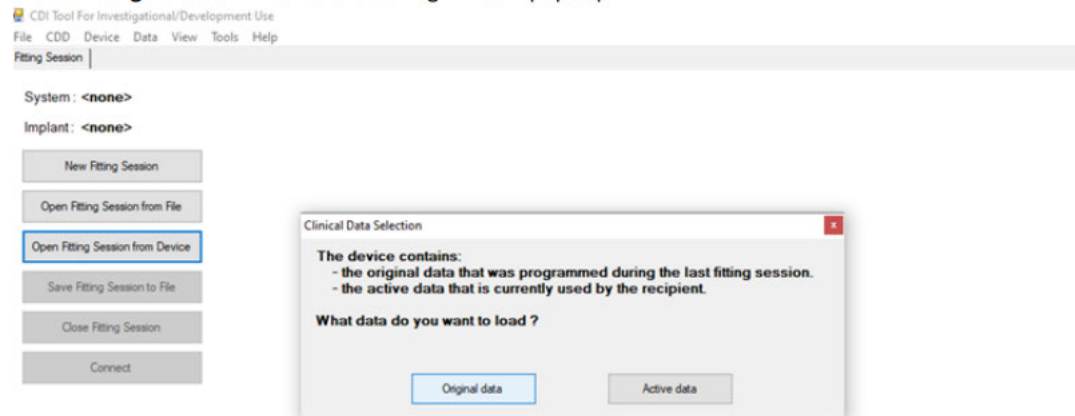 CDI Tool For Investigational/Development Use
File CDD Device Data View Tools Help
Fitting Session
System: <none>
Implant: <none>
New Fitting Session
Open Fitting Session from File
Open Fitting Session from Device
Save Fitting Session to File
Close Fitting Session
Connect
Clinical Data Selection
x
The device contains:
- the original data that was programmed during the last fitting session.
- the active data that is currently used by the recipient.
What data do you want to load ?
Original data Active data